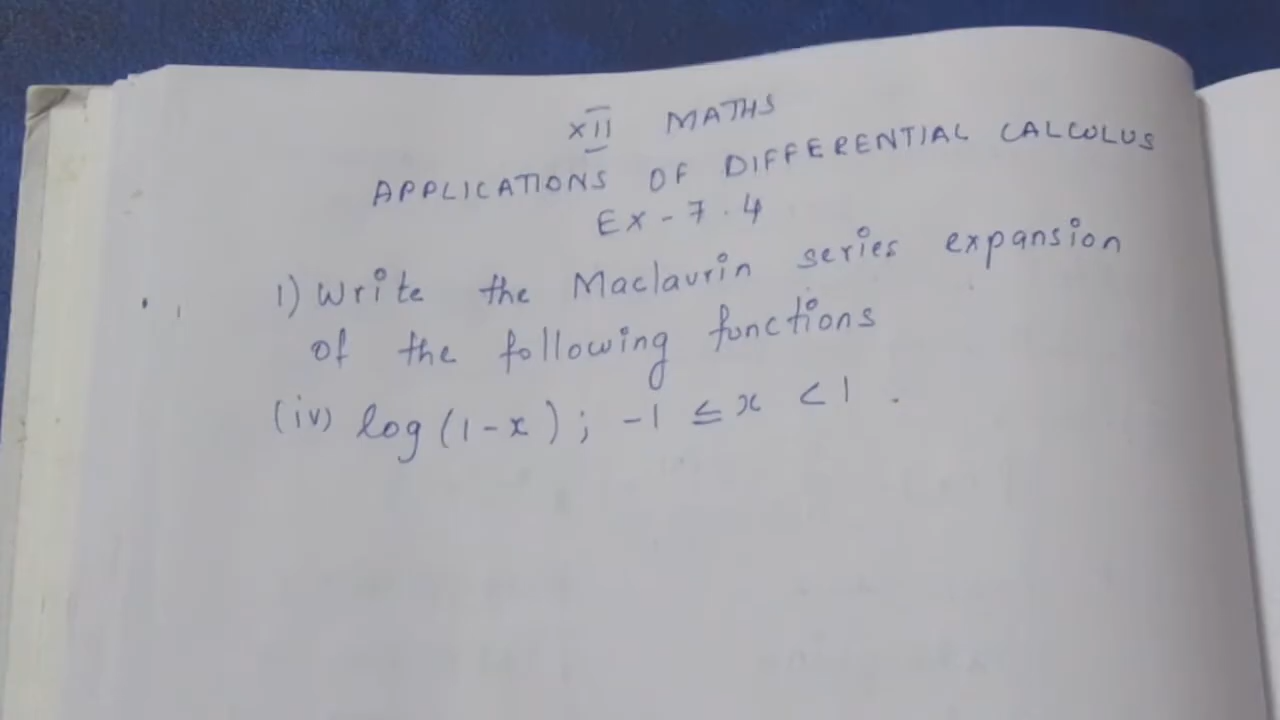 XII MATHS
APPLICATIONS OF DIFFERENTIAL CALCULUS
EX - 7.4
1) Write the Maclaurin series expansion
of the following functions
(iv) log (1-x); -1 ≤ x < 1.